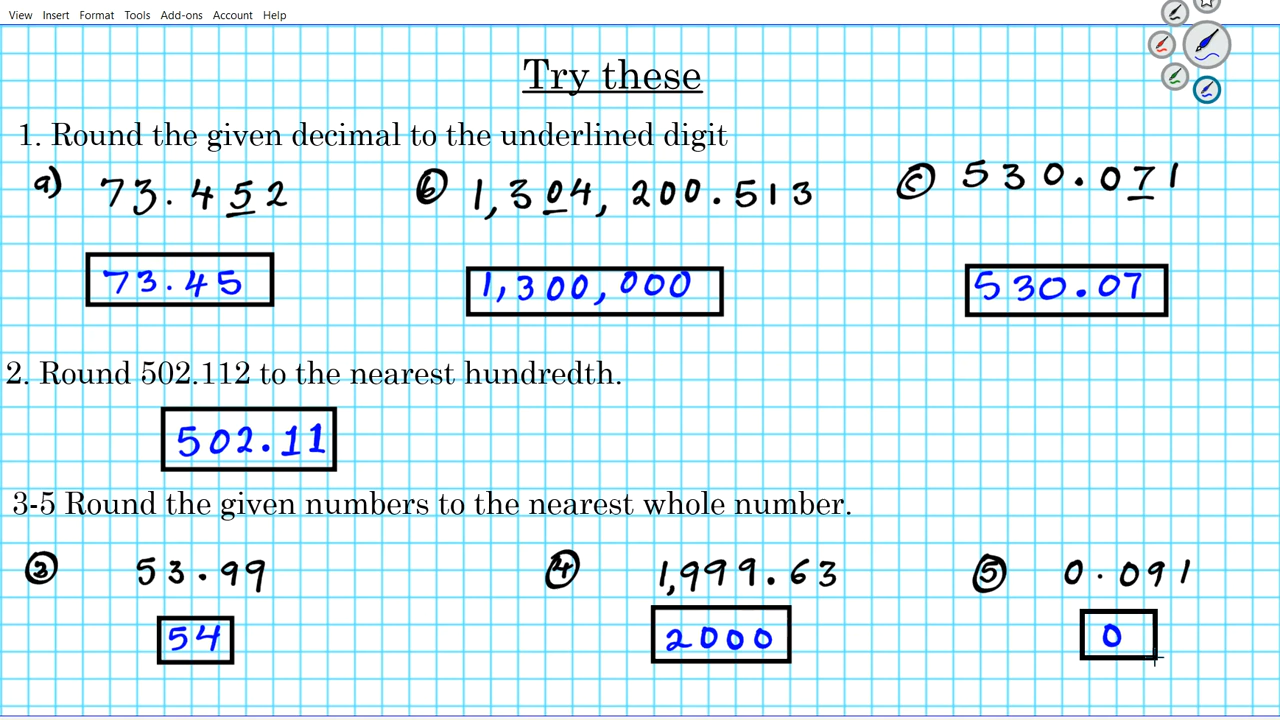 View Insert Format Tools Add-ons Account Help
Try these
1. Round the given decimal to the underlined digit
a) 73.452 b 1,304,200.513 c 530.071
73.45 1,300,000 530.07
2. Round 502.112 to the nearest hundredth.
502.11
3-5 Round the given numbers to the nearest whole number.
3 53.99 4 1,999.63 5 0.091
54 2000 0